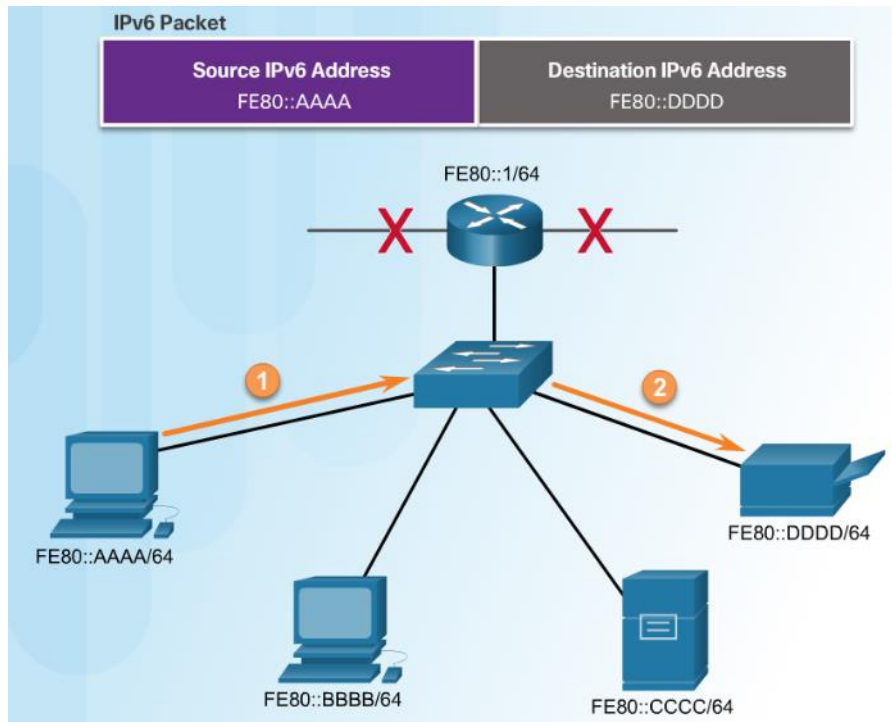 IPv6 Packet
Source IPv6 Address
FE80::AAAA
Destination IPv6 Address
FE80::DDDD
FE80::1/64
X
X
1
2
FE80::AAAA/64
FE80::DDDD/64
FE80::BBBB/64
FE80::CCCC/64